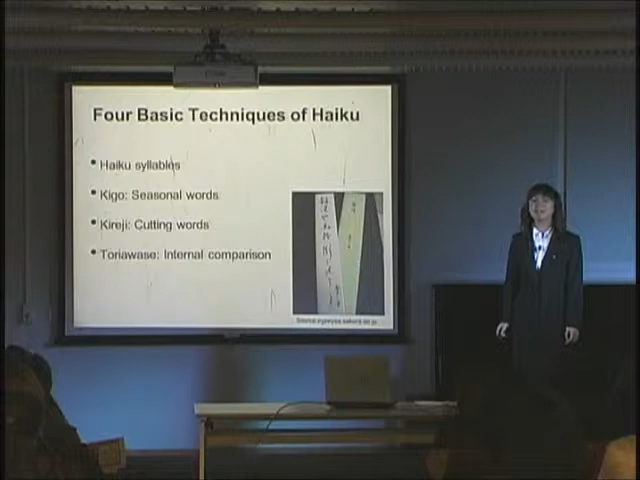 Four Basic Techniques of Haiku
• Haiku syllables
• Kigo: Seasonal words
• Kireji: Cutting words
• Toriawase: Internal comparison